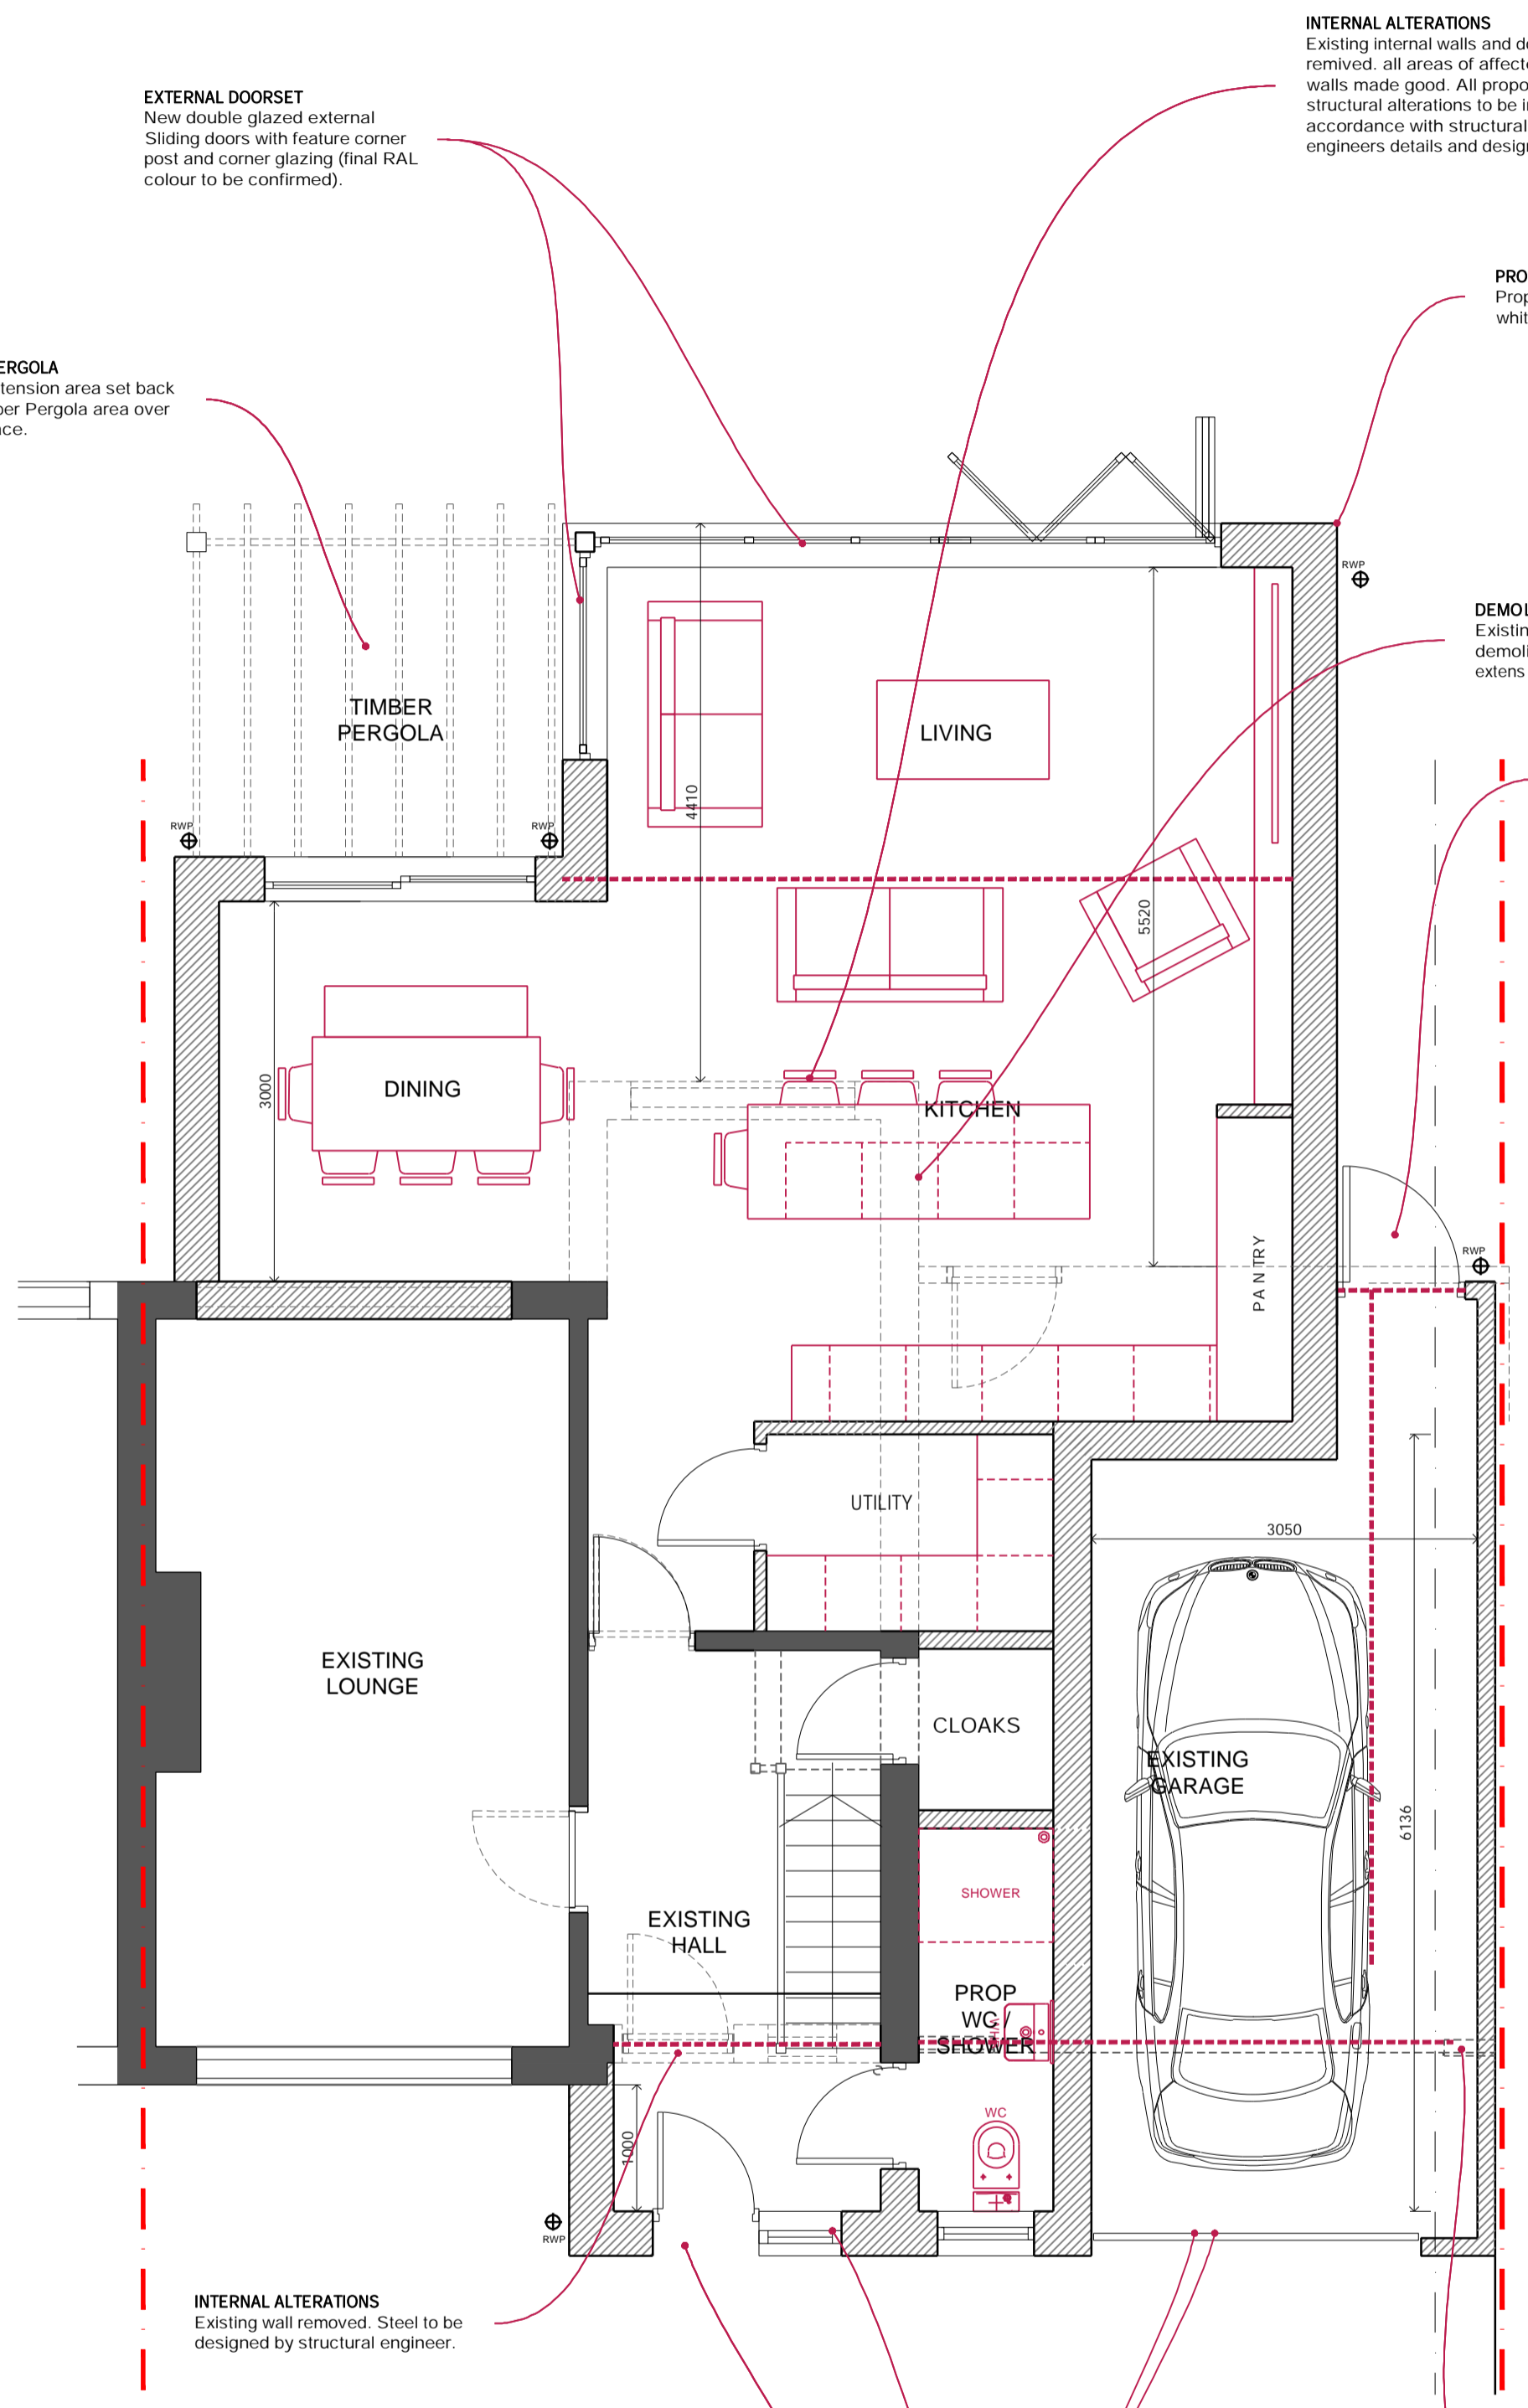 INTERNAL ALTERATIONS
Existing internal walls and d
remived. all areas of affect
walls made good. All propo
structural alterations to be i
accordance with structural
engineers details and desig
EXTERNAL DOORSET
New double glazed external
Sliding doors with feature corner
post and corner glazing (final RAL
colour to be confirmed).
PRO
Prop
whit
ERGOLA
tension area set back
er Pergola area over
ce.
RWP
DEMOL
Existin
demoli
extens
TIMBER
PERGOLA
LIVING
4410
RWP
RWP
5520
3000
DINING
KITCHEN
PANTRY
RWP
UTILITY
3050
EXISTING
LOUNGE
CLOAKS
EXISTING
GARAGE
6136
SHOWER
EXISTING
HALL
PROP
WC /
SHOWER
WHB
WC
1000
RWP
INTERNAL ALTERATIONS
Existing wall removed. Steel to be
designed by structural engineer.